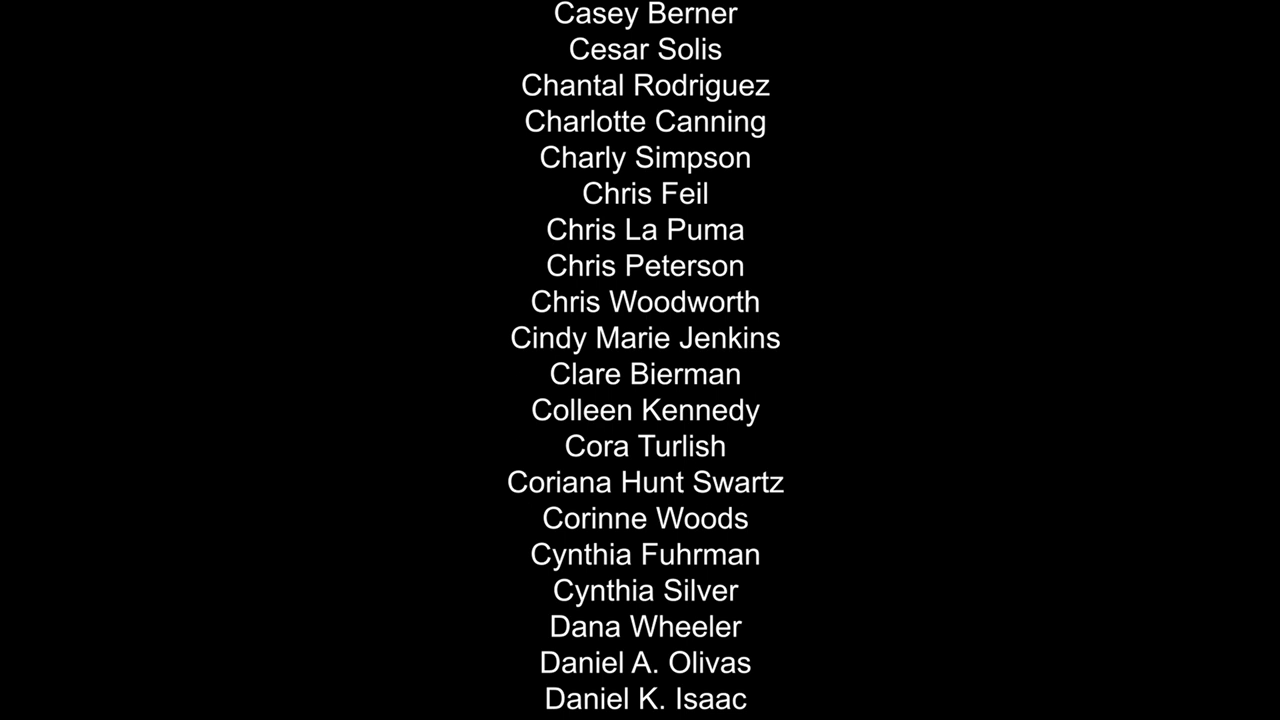 Casey Berner
Cesar Solis
Chantal Rodriguez
Charlotte Canning
Charly Simpson
Chris Feil
Chris La Puma
Chris Peterson
Chris Woodworth
Cindy Marie Jenkins
Clare Bierman
Colleen Kennedy
Cora Turlish
Coriana Hunt Swartz
Corinne Woods
Cynthia Fuhrman
Cynthia Silver
Dana Wheeler
Daniel A. Olivas
Daniel K. Isaac